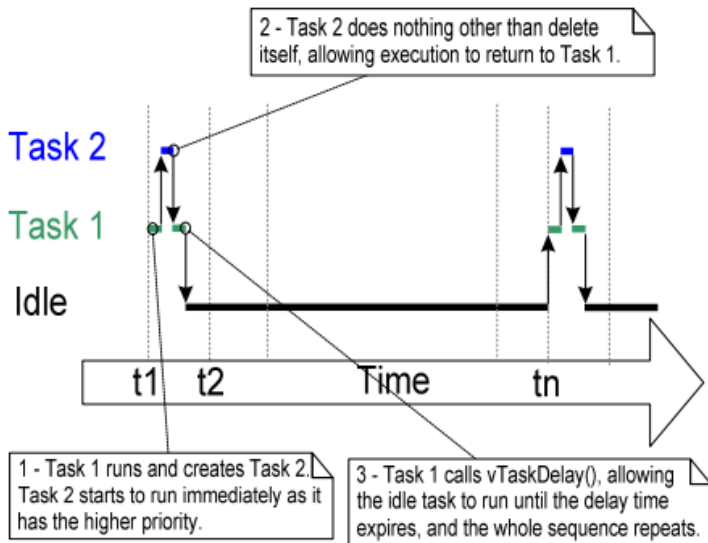 2 - Task 2 does nothing other than delete
itself, allowing execution to return to Task 1.
Task 2
Task 1
Idle
t1
t2
Time
tn
1 - Task 1 runs and creates Task 2.
Task 2 starts to run immediately as it
has the higher priority.
3 - Task 1 calls vTaskDelay(), allowing
the idle task to run until the delay time
expires, and the whole sequence repeats.